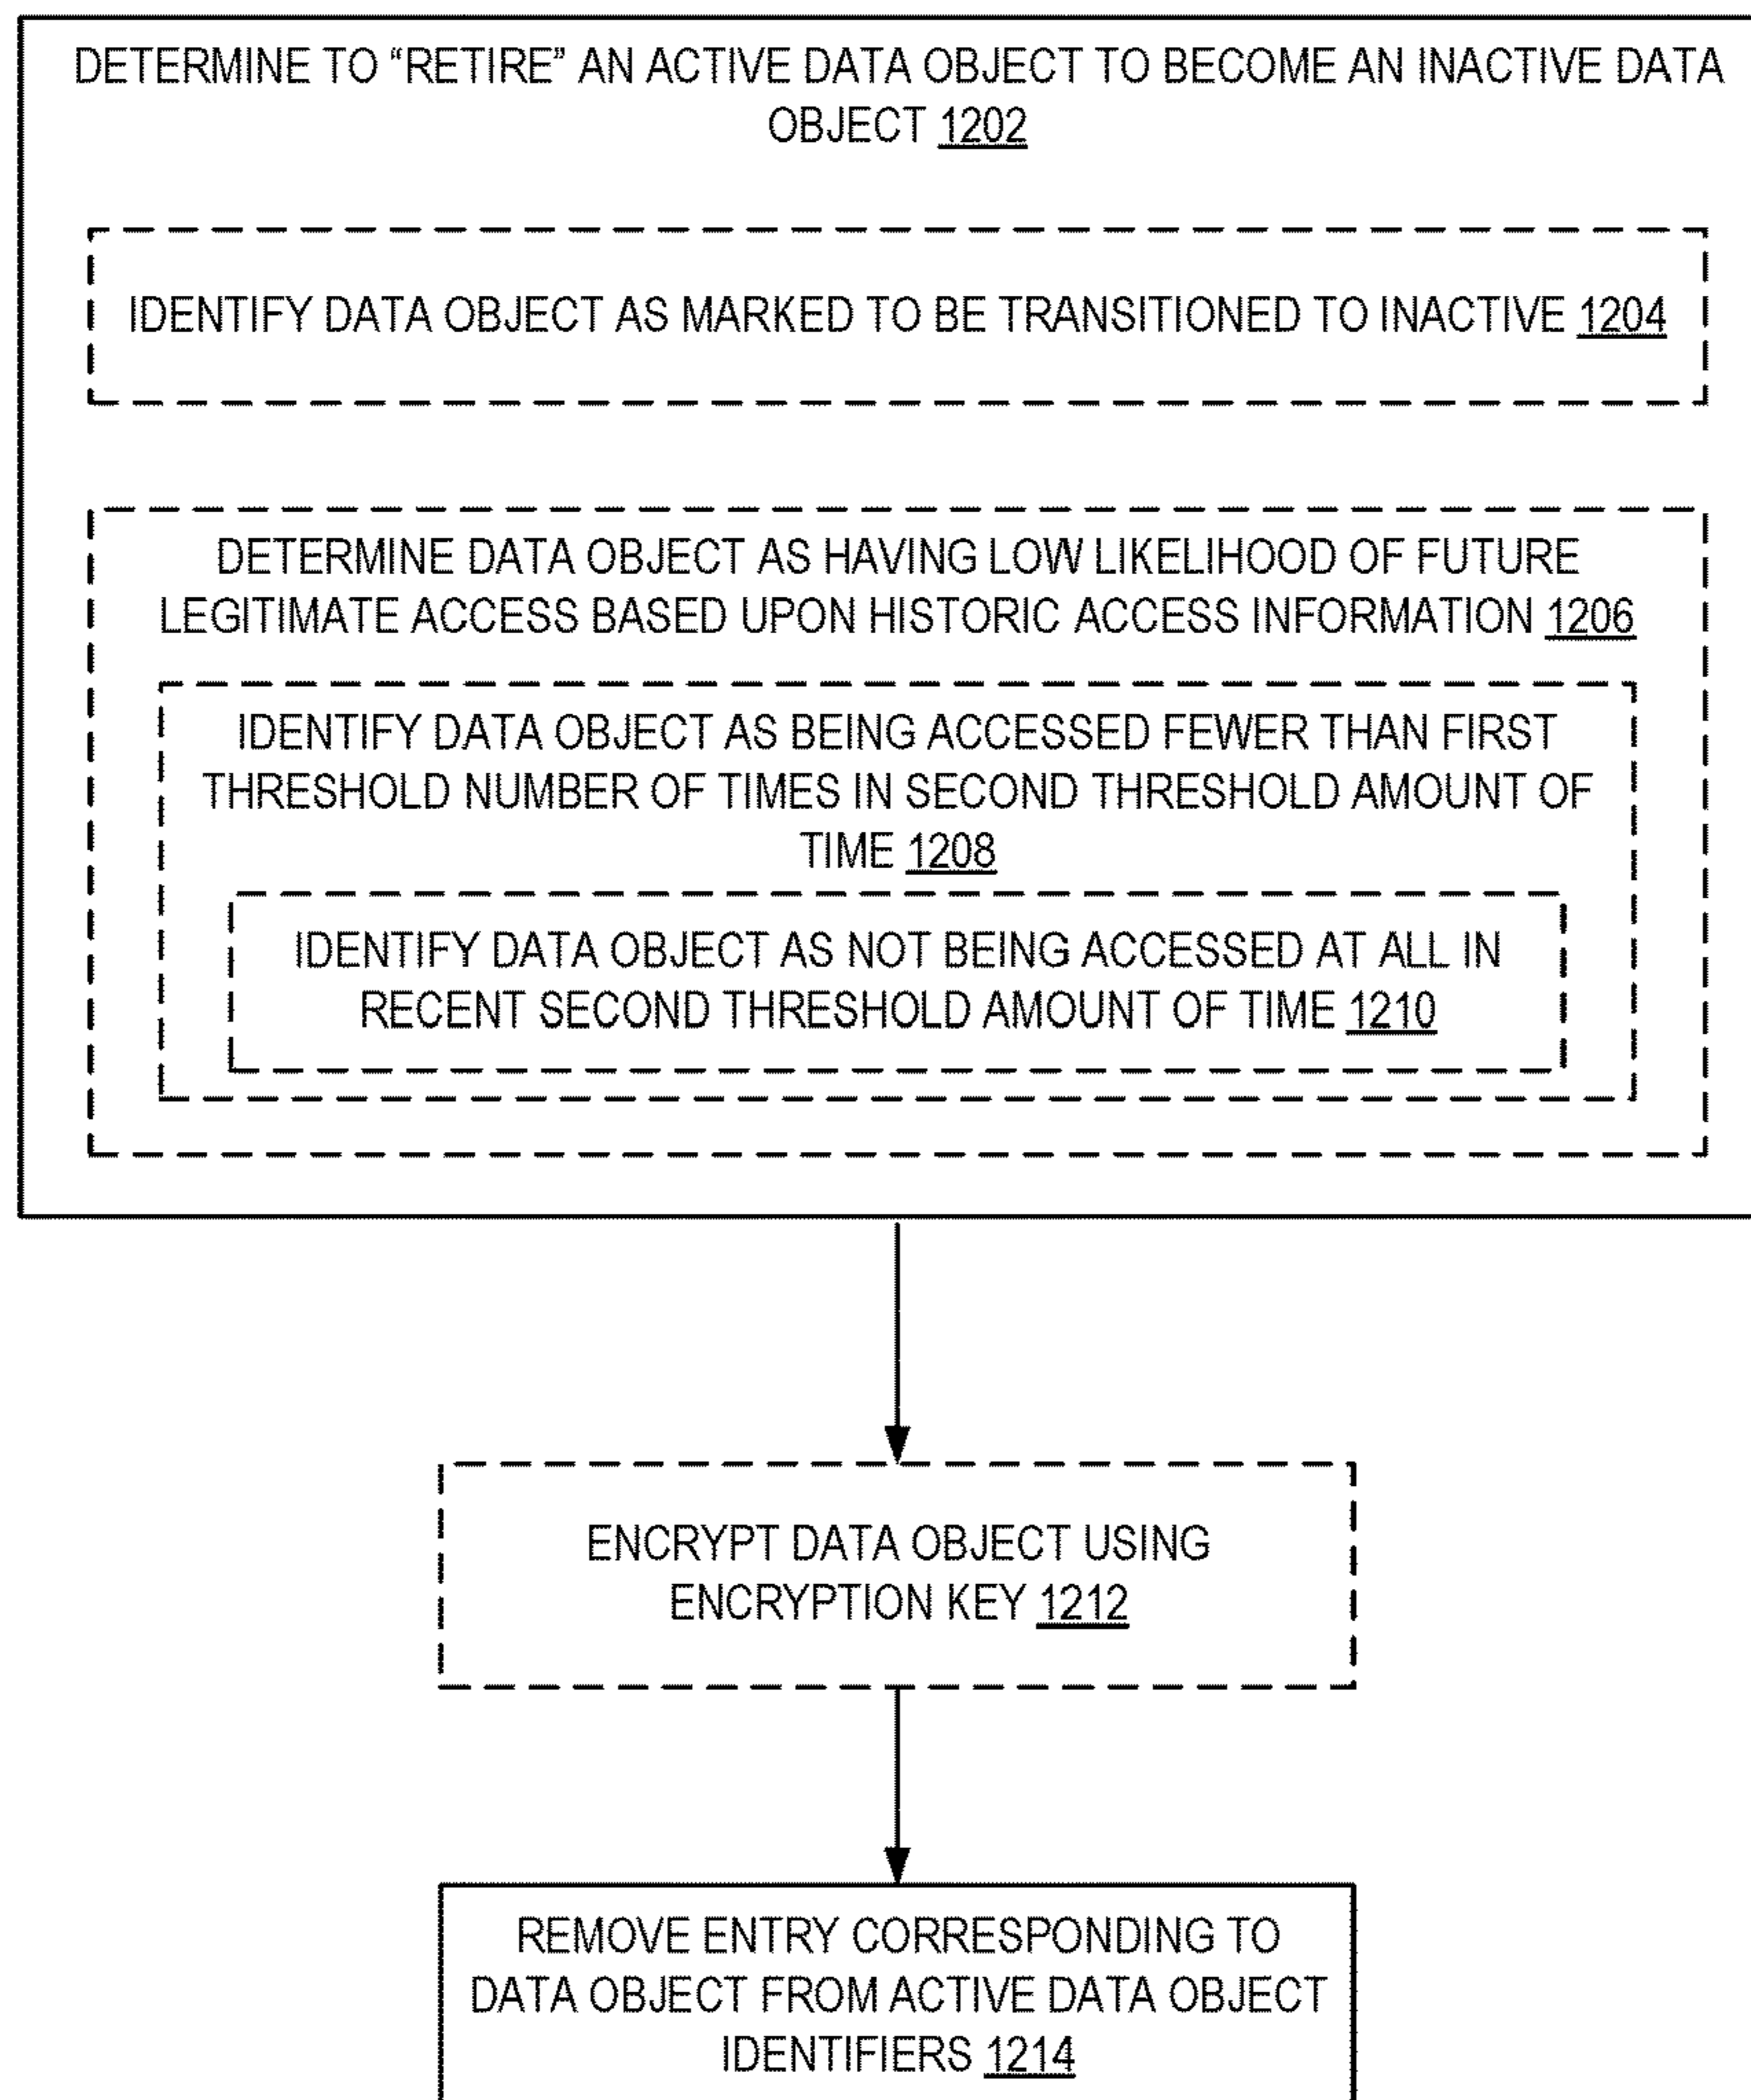 DETERMINE TO “RETIRE” AN ACTIVE DATA OBJECT TO BECOME AN INACTIVE DATA
OBJECT 1202
IDENTIFY DATA OBJECT AS MARKED TO BE TRANSITIONED TO INACTIVE 1204
DETERMINE DATA OBJECT AS HAVING LOW LIKELIHOOD OF FUTURE
LEGITIMATE ACCESS BASED UPON HISTORIC ACCESS INFORMATION 1206
IDENTIFY DATA OBJECT AS BEING ACCESSED FEWER THAN FIRST
THRESHOLD NUMBER OF TIMES IN SECOND THRESHOLD AMOUNT OF
TIME 1208
IDENTIFY DATA OBJECT AS NOT BEING ACCESSED AT ALL IN
RECENT SECOND THRESHOLD AMOUNT OF TIME 1210
ENCRYPT DATA OBJECT USING
ENCRYPTION KEY 1212
REMOVE ENTRY CORRESPONDING TO
DATA OBJECT FROM ACTIVE DATA OBJECT
IDENTIFIERS 1214